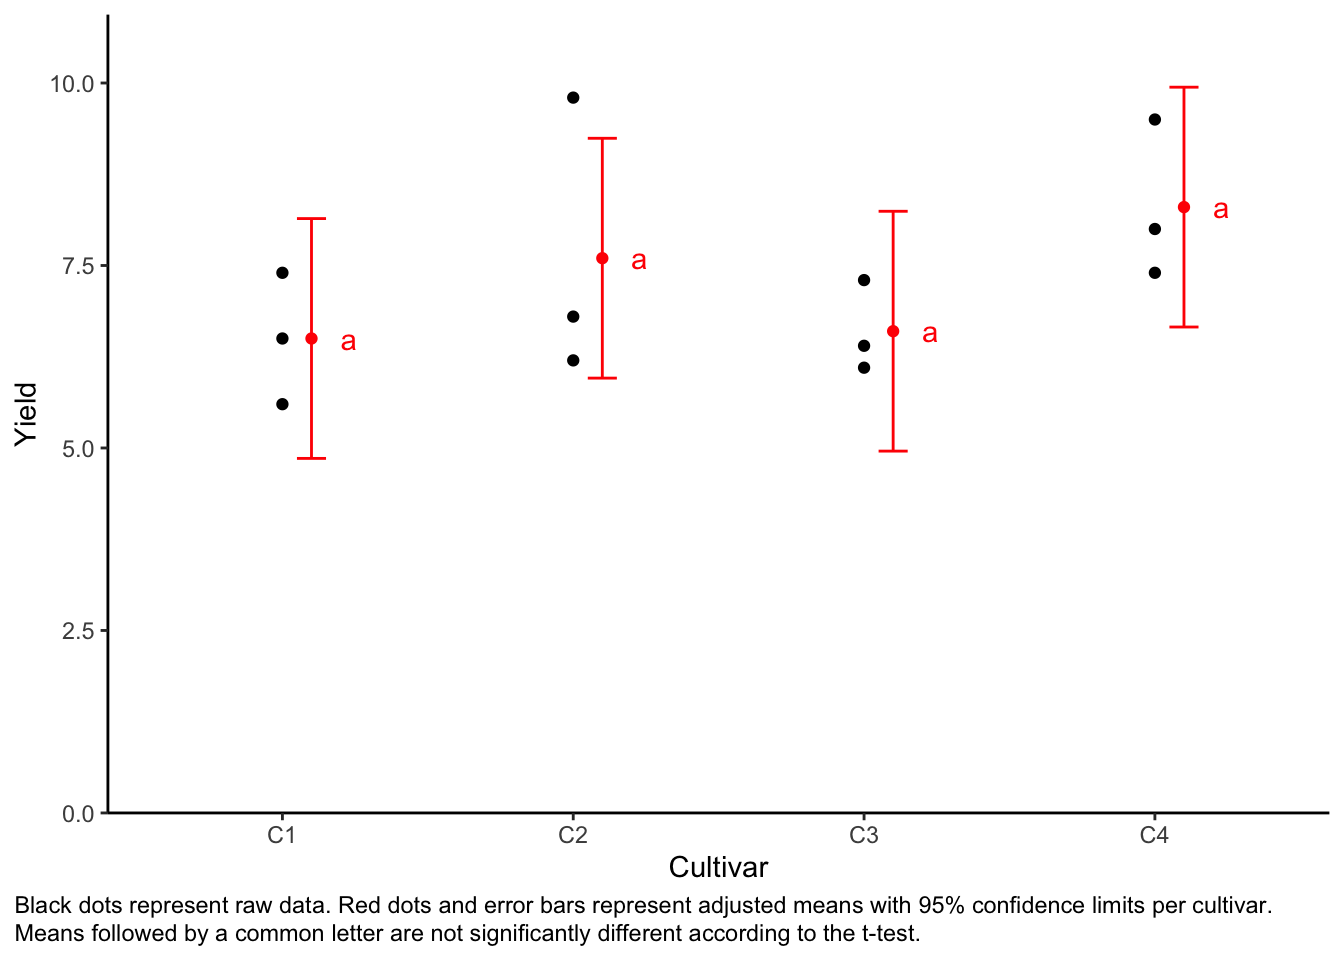 10.0
7.5
5.0
2.5
0.0
Yield
a
a
a
a
C1
C2
C3
C4
Cultivar
Black dots represent raw data. Red dots and error bars represent adjusted means with 95% confidence limits per cultivar.
Means followed by a common letter are not significantly different according to the t-test.